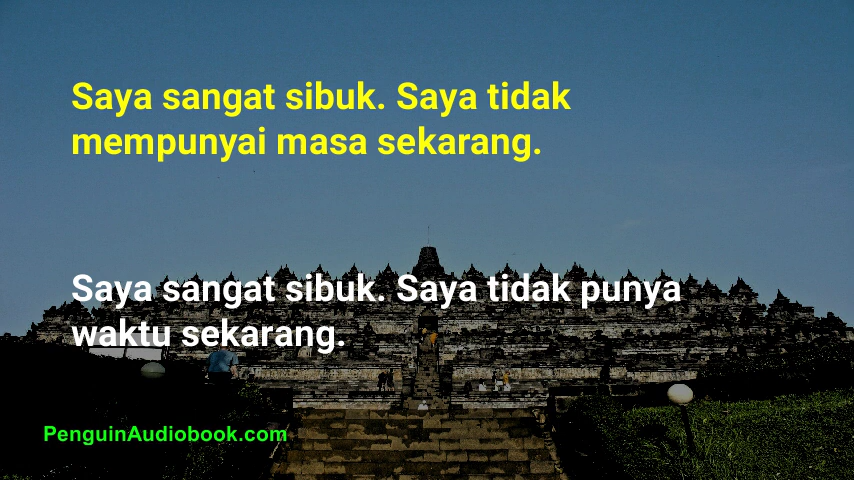 Saya sangat sibuk. Saya tidak
mempunyai masa sekarang.
Saya sangat sibuk. Saya tidak punya
waktu sekarang.
PenguinAudiobook.com